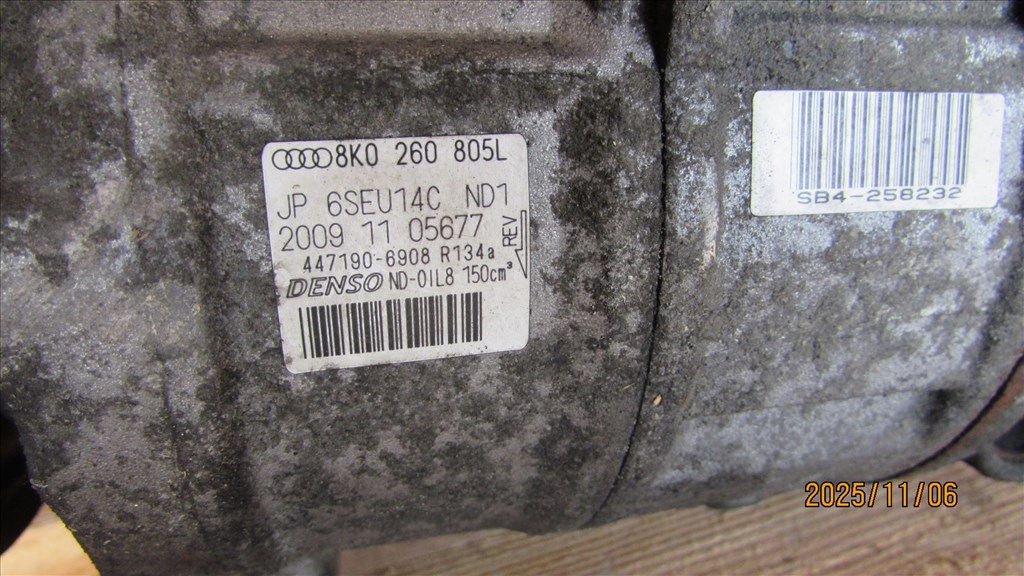 8K0 260 805L
JP 6SEU14C ND1
2009 11 05677
REV
447190-6908 R134a
DENSO ND-OIL8 150cm³
SB4-258232
2025/11/06